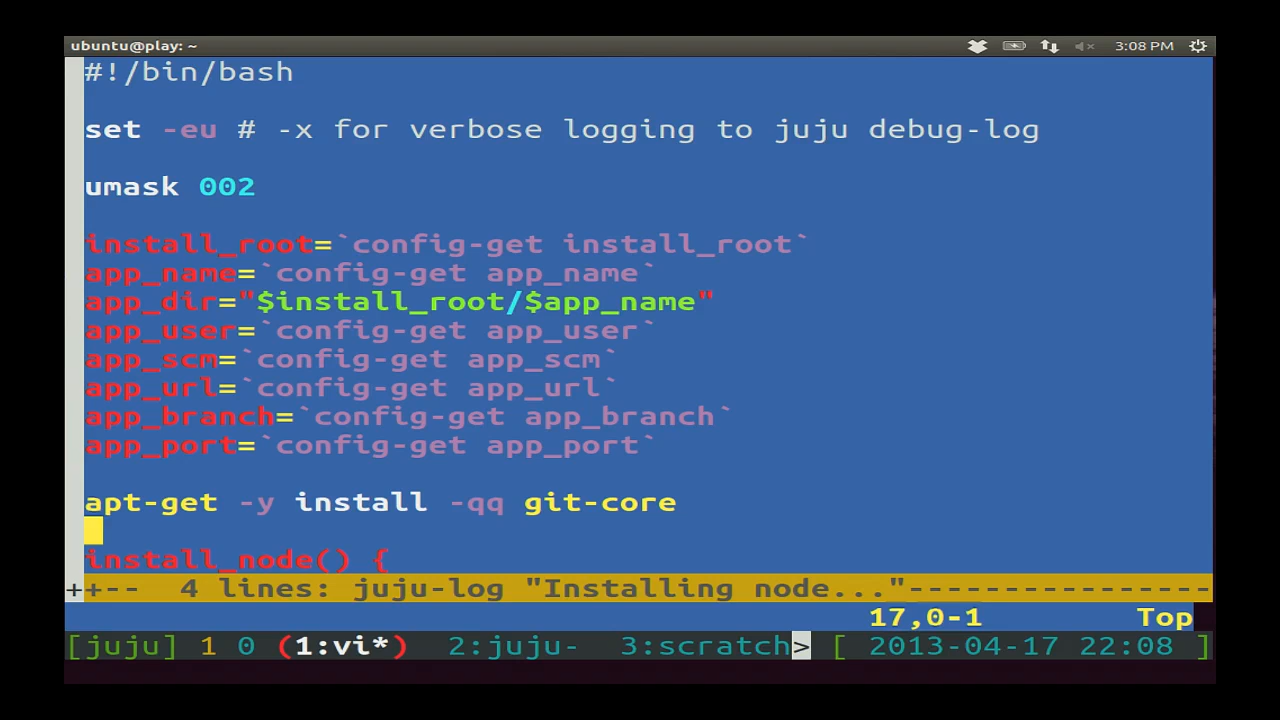 ubuntu@play: ~
3:08 PM
#!/bin/bash
set -eu # -x for verbose logging to juju debug-log
umask 002
install_root=`config-get install_root`
app_name=`config-get app_name`
app_dir="$install_root/$app_name"
app_user=`config-get app_user`
app_scm=`config-get app_scm`
app_url=`config-get app_url`
app_branch=`config-get app_branch`
app_port=`config-get app_port`
apt-get -y install -qq git-core
install_node() {
++-- 4 lines: juju-log "Installing node..."----------------
17,0-1 Top
[juju] 1 0 (1:vi*) 2:juju- 3:scratch> [ 2013-04-17 22:08 ]